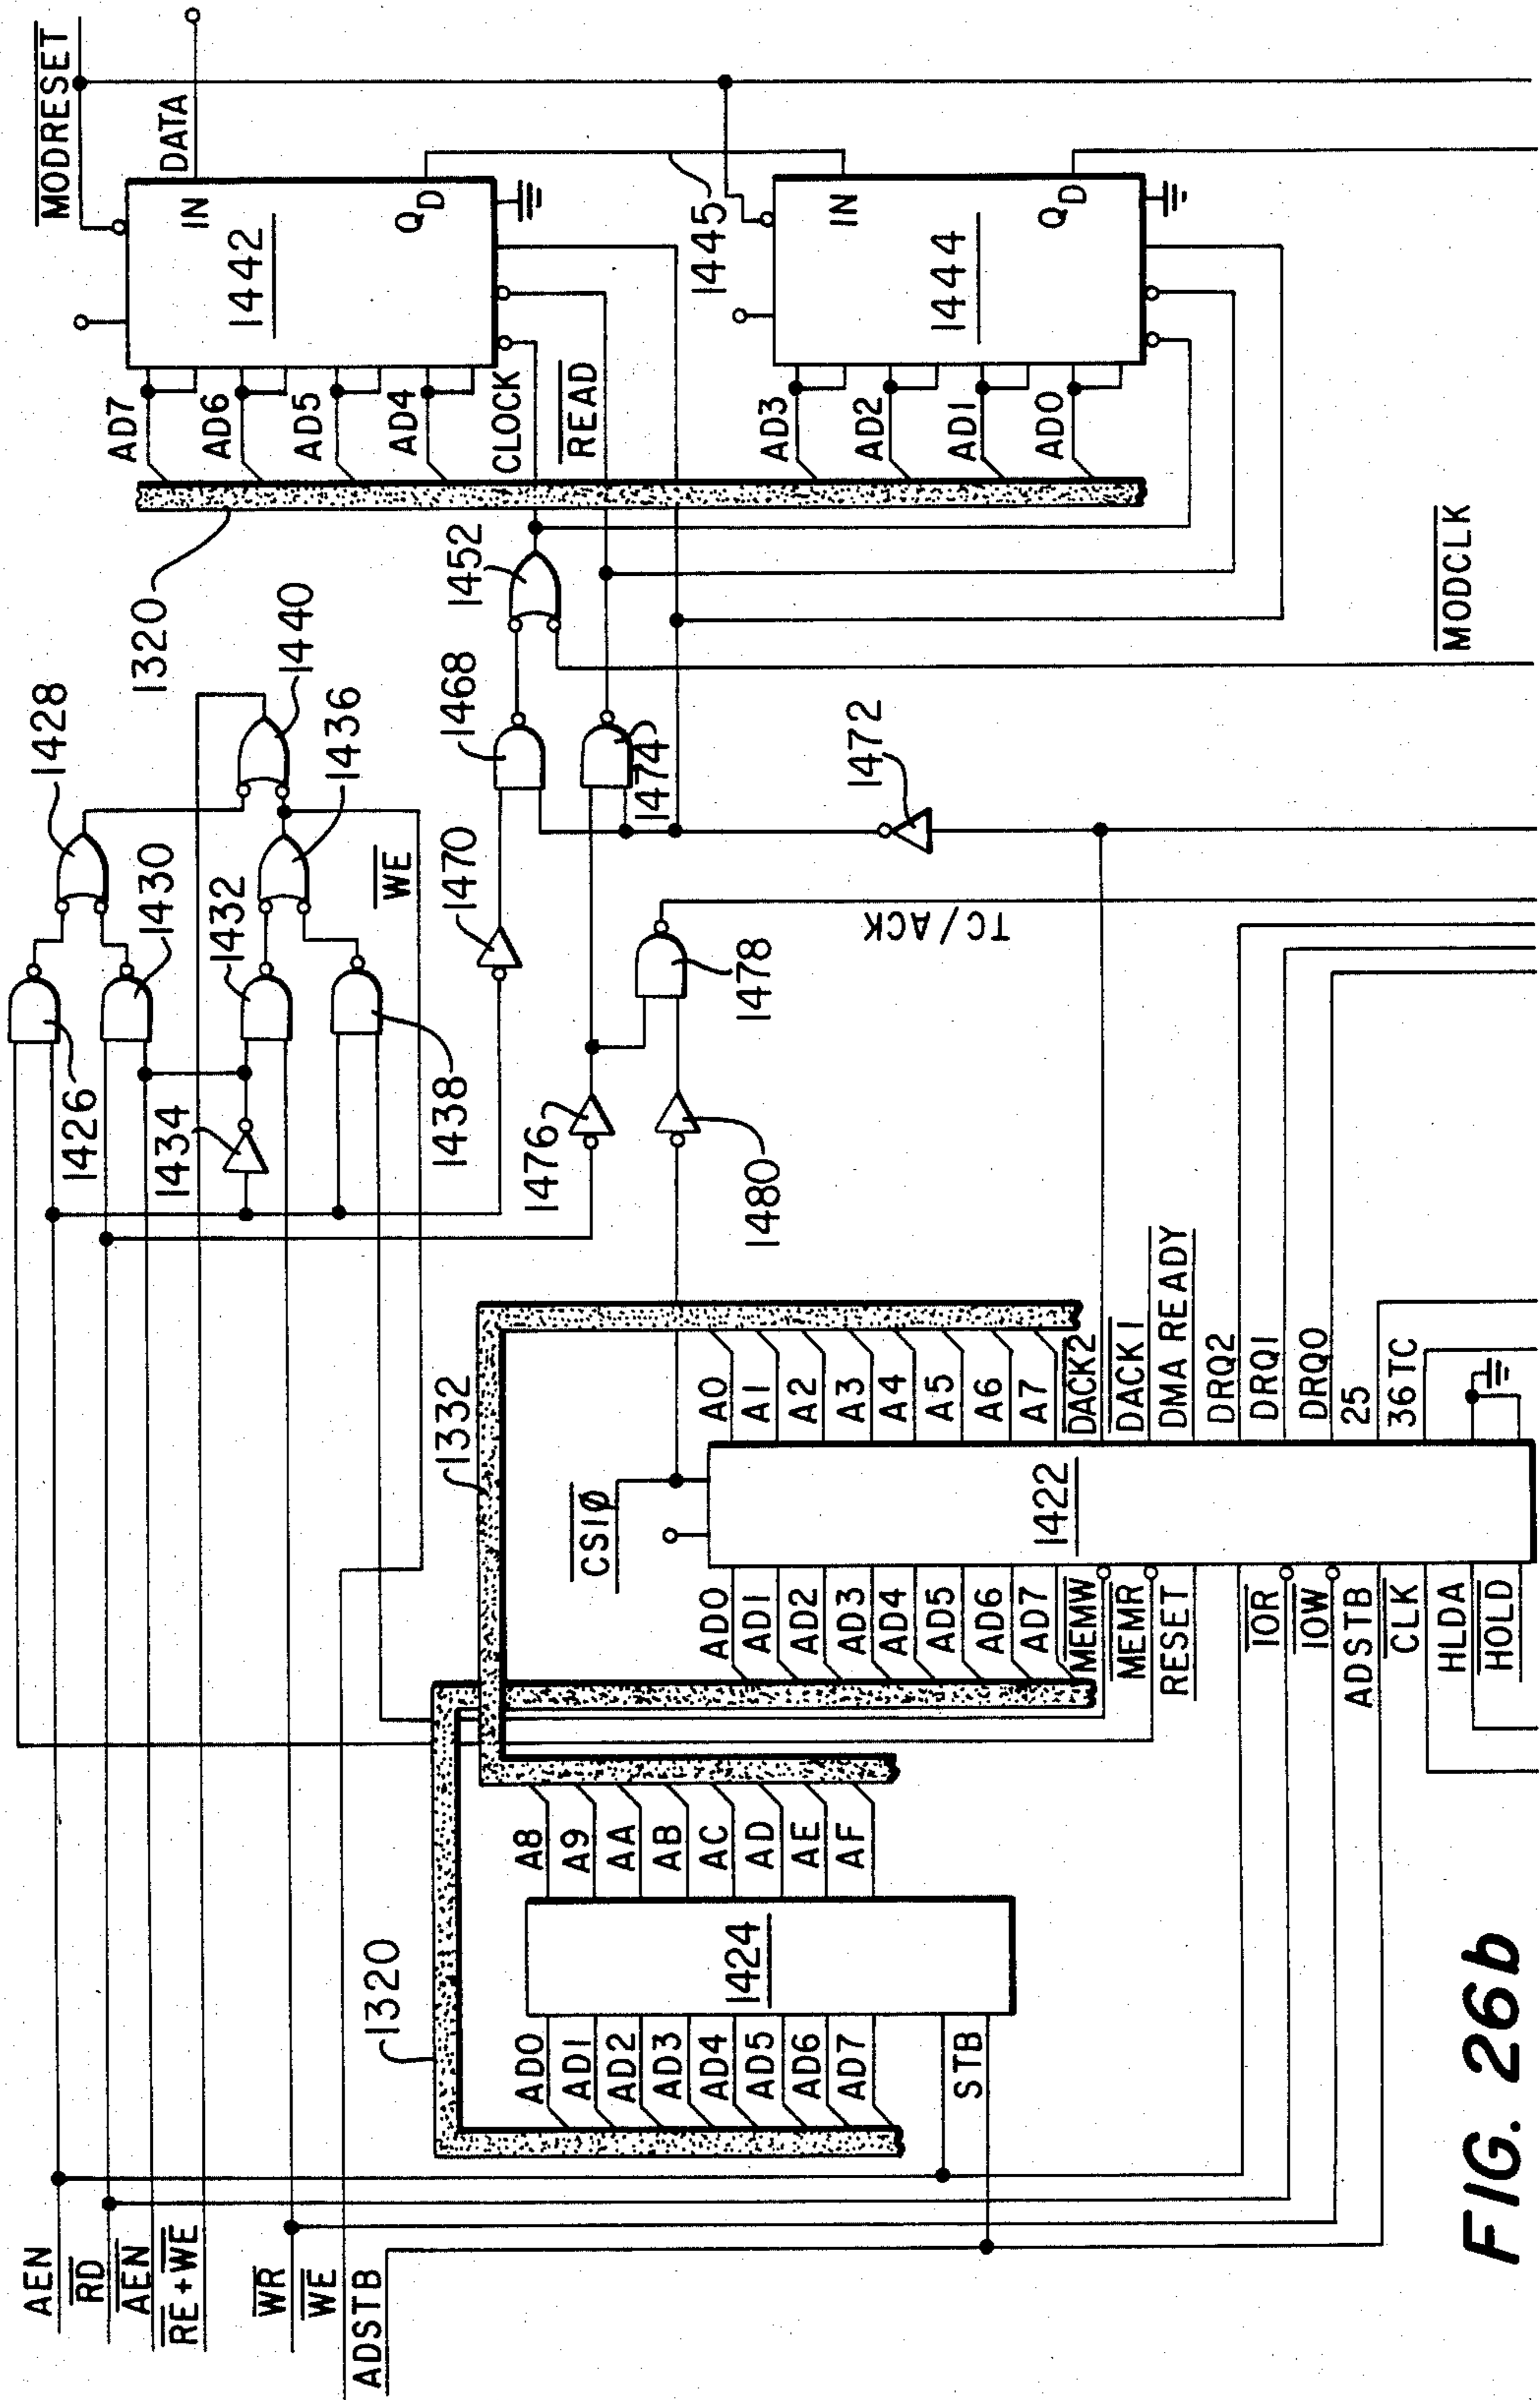 AEN
RD
AEN
RE + WE
WR
WE
ADSTB
1320
AD0
AD1
AD2
AD3
AD4
AD5
AD6
AD7
STB
1424
A8
A9
AA
AB
AC
AD
AE
AF
1332
CS1Ø
AD0
AD1
AD2
AD3
AD4
AD5
AD6
AD7
MEMW
MEMR
RESET
IOR
IOW
ADSTB
CLK
HLDA
HOLD
1422
A0
A1
A2
A3
A4
A5
A6
A7
DACK2
DACK1
DMA READY
DRQ2
DRQ1
DRQ0
25
36TC
1426
1428
1430
1432
1434
1436
1438
1440
WE
1470
1468
1452
1476
1474
1480
1478
TC/ACK
1472
1320
MODCLK
AD7
AD6
AD5
AD4
CLOCK
READ
1442
IN
QD
MODRESET
DATA
1445
AD3
AD2
AD1
AD0
1444
IN
QD
FIG. 26b